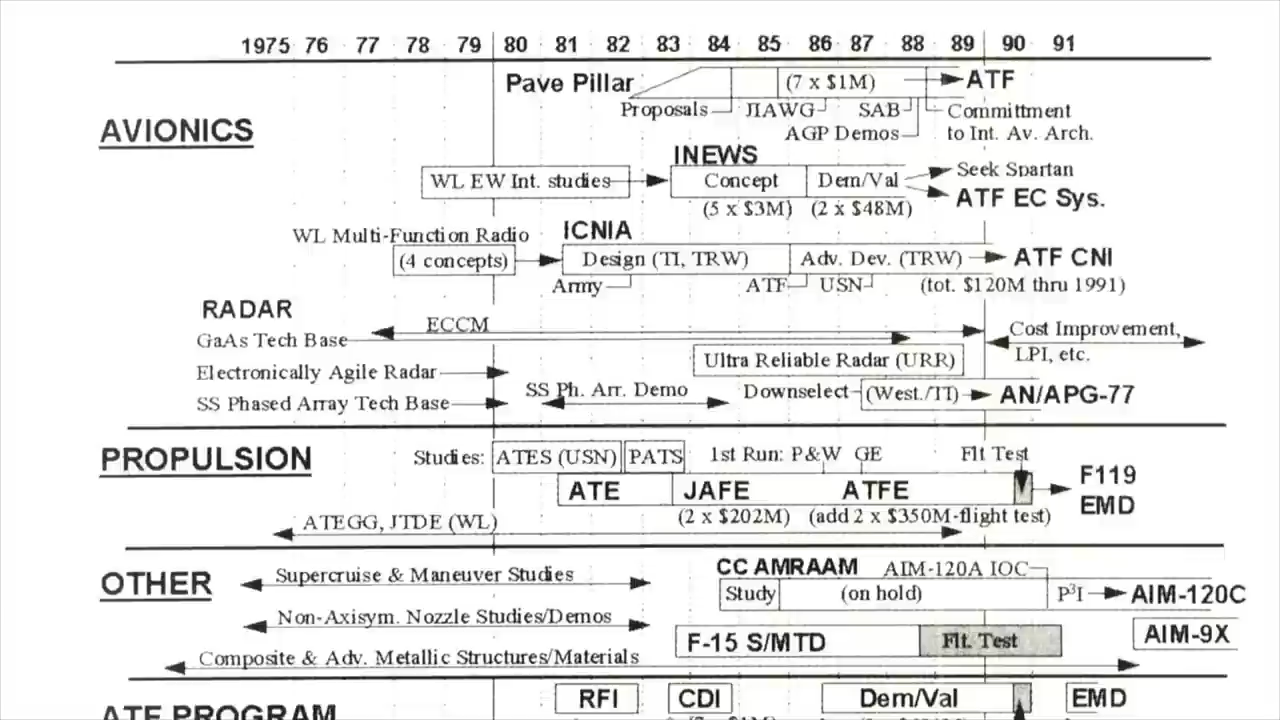 1975 76 77 78 79 80 81 82 83 84 85 86 87 88 89 90 91
Pave Pillar (7 x $1M) ATF
Proposals JIAWG SAB Committment
AVIONICS AGP Demos to Int. Av. Arch.
INEWS Seek Spartan
WL EW Int. studies Concept Dem/Val
(5 x $3M) (2 x $48M) ATF EC Sys.
WL Multi-Function Radio ICNIA
(4 concepts) Design (TI, TRW) Adv. Dev. (TRW) ATF CNI
Army ATF USN (tot. $120M thru 1991)
RADAR
ECCM Cost Improvement,
GaAs Tech Base
Ultra Reliable Radar (URR) LPI, etc.
Electronically Agile Radar
SS Ph. Arr. Demo Downselect (West./TI) AN/APG-77
SS Phased Array Tech Base
PROPULSION Studies: ATES (USN) PATS 1st Run: P&W GE Flt Test
ATE JAFE ATFE F119
(2 x $202M) (add 2 x $350M-flight test) EMD
ATEGG, JTDE (WL)
OTHER Supercruise & Maneuver Studies CC AMRAAM AIM-120A IOC
Study (on hold) P³I AIM-120C
Non-Axisym. Nozzle Studies/Demos
F-15 S/MTD Flt. Test AIM-9X
Composite & Adv. Metallic Structures/Materials
ATF PROGRAM RFI CDI Dem/Val EMD